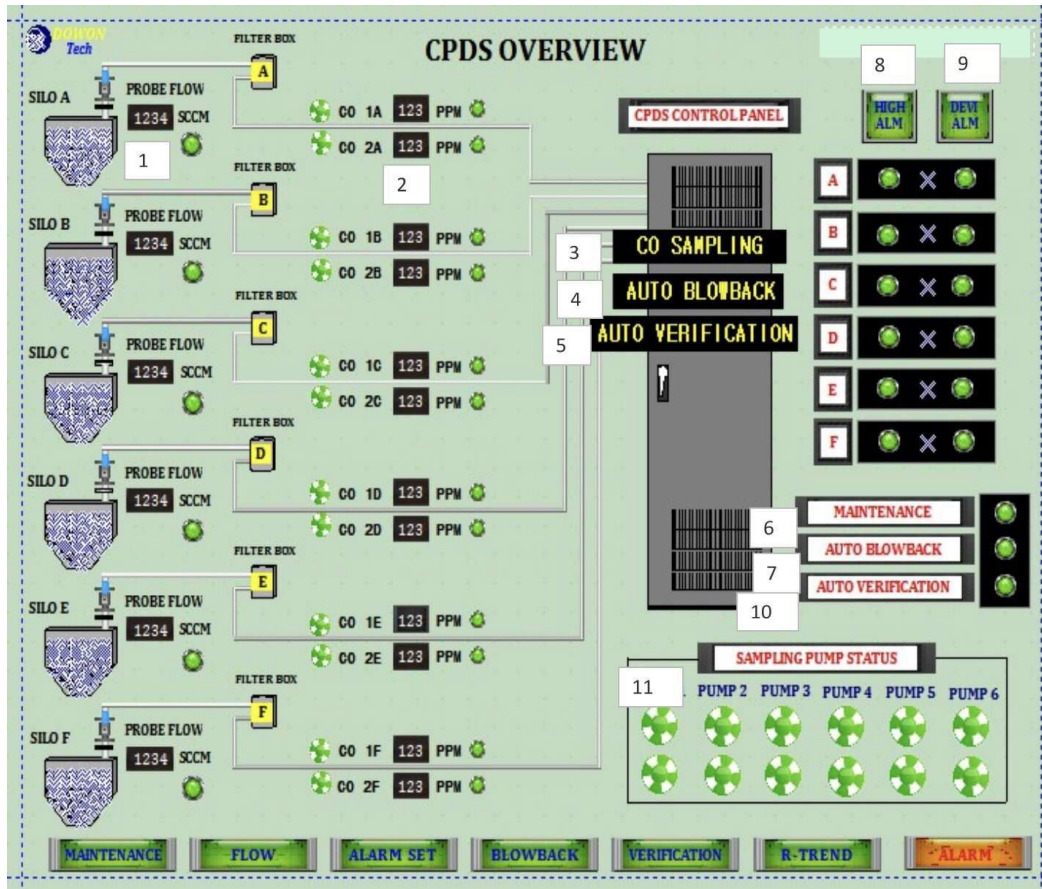 DOWON
Tech
CPDS OVERVIEW
FILTER BOX
A
SILO A
PROBE FLOW
1234 SCCM
1
CO 1A 123 PPM
CO 2A 123 PPM
2
FILTER BOX
B
SILO B
PROBE FLOW
1234 SCCM
CO 1B 123 PPM
CO 2B 123 PPM
FILTER BOX
C
SILO C
PROBE FLOW
1234 SCCM
CO 1C 123 PPM
CO 2C 123 PPM
FILTER BOX
D
SILO D
PROBE FLOW
1234 SCCM
CO 1D 123 PPM
CO 2D 123 PPM
FILTER BOX
E
SILO E
PROBE FLOW
1234 SCCM
CO 1E 123 PPM
CO 2E 123 PPM
FILTER BOX
F
SILO F
PROBE FLOW
1234 SCCM
CO 1F 123 PPM
CO 2F 123 PPM
CPDS CONTROL PANEL
3 CO SAMPLING
4 AUTO BLOWBACK
5 AUTO VERIFICATION
8 9
HIGH ALM
DEVI ALM
A
B
C
D
E
F
6 MAINTENANCE
7 AUTO BLOWBACK
10 AUTO VERIFICATION
SAMPLING PUMP STATUS
11 PUMP 2 PUMP 3 PUMP 4 PUMP 5 PUMP 6
MAINTENANCE FLOW ALARM SET BLOWBACK VERIFICATION R-TREND ALARM